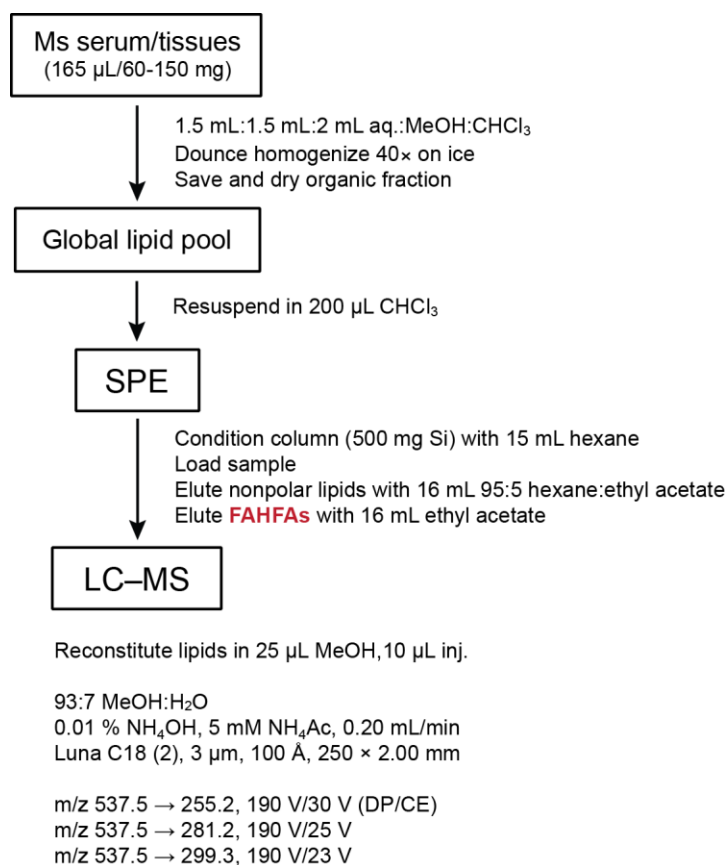 Ms serum/tissues
(165 µL/60-150 mg)
1.5 mL:1.5 mL:2 mL aq.:MeOH:CHCl₃
Dounce homogenize 40× on ice
Save and dry organic fraction
Global lipid pool
Resuspend in 200 µL CHCl₃
SPE
Condition column (500 mg Si) with 15 mL hexane
Load sample
Elute nonpolar lipids with 16 mL 95:5 hexane:ethyl acetate
Elute FAHFAs with 16 mL ethyl acetate
LC–MS
Reconstitute lipids in 25 µL MeOH,10 µL inj.
93:7 MeOH:H₂O
0.01 % NH₄OH, 5 mM NH₄Ac, 0.20 mL/min
Luna C18 (2), 3 µm, 100 Å, 250 × 2.00 mm
m/z 537.5 → 255.2, 190 V/30 V (DP/CE)
m/z 537.5 → 281.2, 190 V/25 V
m/z 537.5 → 299.3, 190 V/23 V